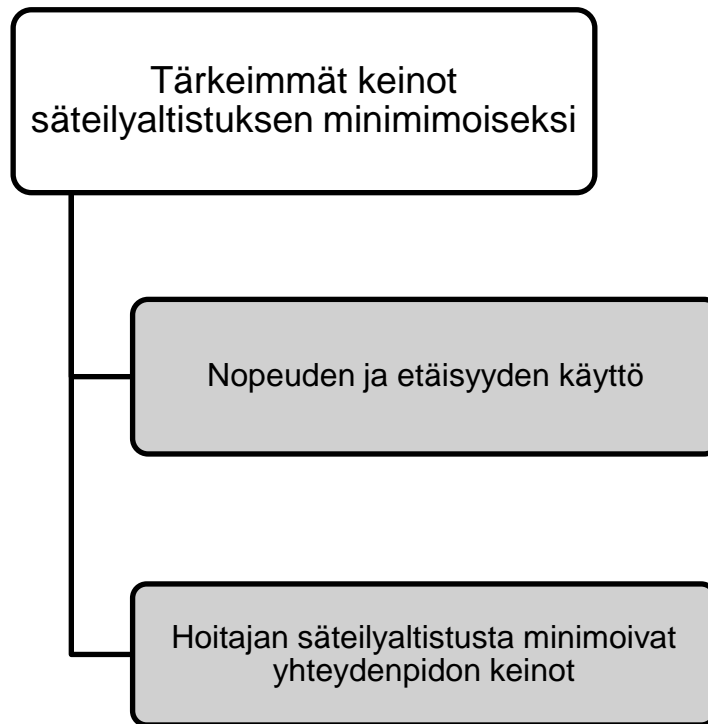 Tärkeimmät keinot
säteilyaltistuksen minimimoiseksi
Nopeuden ja etäisyyden käyttö
Hoitajan säteilyaltistusta minimoivat
yhteydenpidon keinot